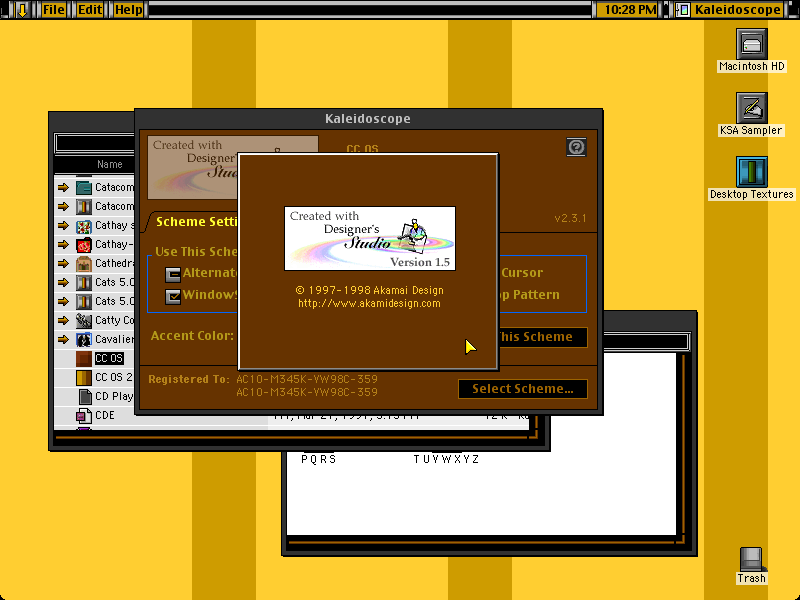 File Edit Help
10:28 PM
Kaleidoscope
Macintosh HD
KSA Sampler
Desktop Textures
Trash
Kaleidoscope
Created with
Designer's
CC OS
v2.3.1
Scheme Setti
Use This Sche
Alternat
Window
Cursor
p Pattern
Accent Color:
This Scheme
Registered To: AC10-M345K-YW98C-359
AC10-M345K-YW98C-359
Select Scheme...
Created with
Designer's
Studio
Version 1.5
© 1997-1998 Akamai Design
http://www.akamidesign.com
Name
Catacom
Catacom
Cathay s
Cathay-
Cathedra
Cats 5.0
Cats 5.0
Catty Co
Cavalier
CC OS
CC OS 2
CD Play
CDE
PQRS
TUVWXYZ